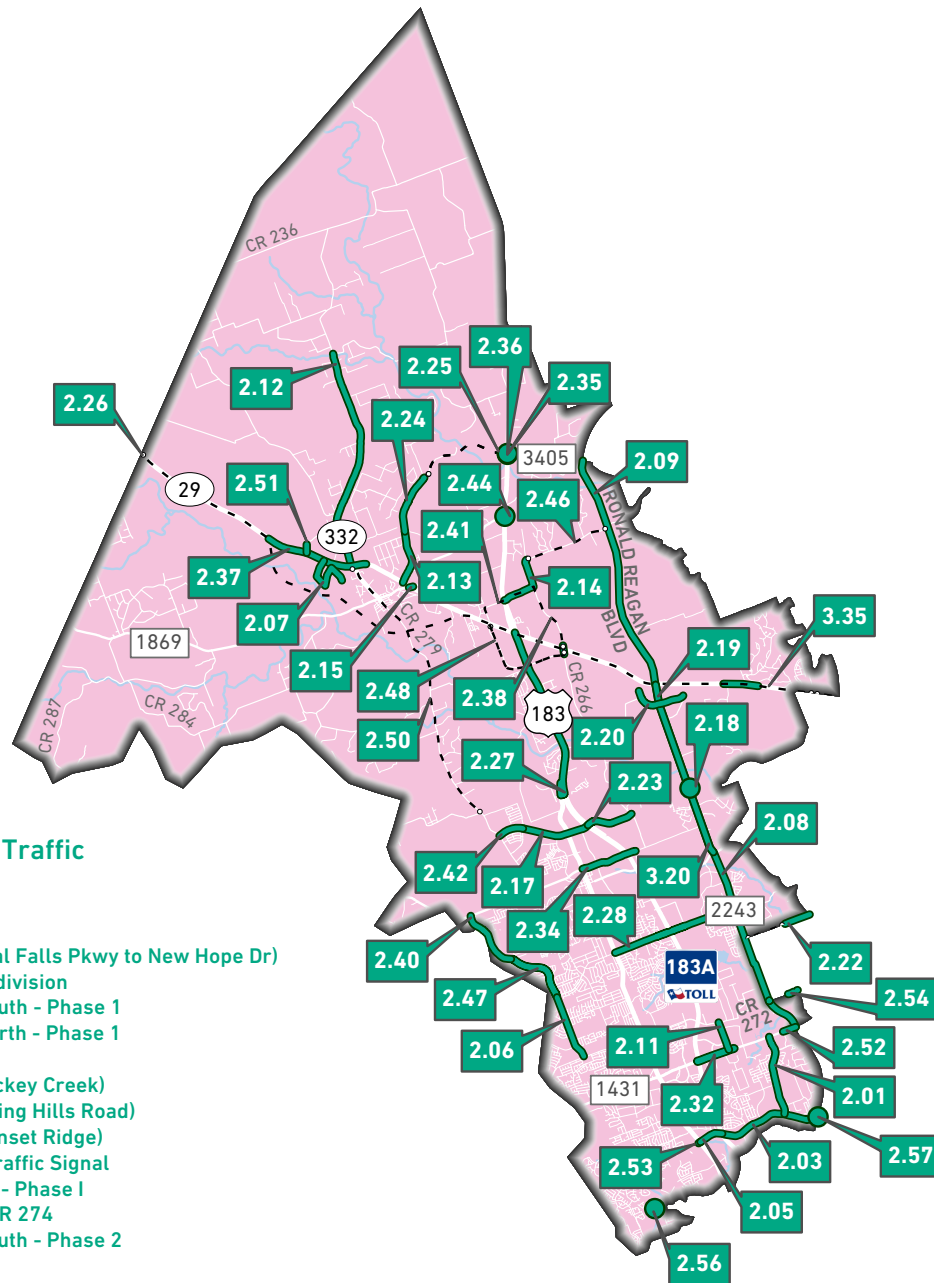 CR 236
2.36
2.25
2.35
2.12
2.26
2.24
3405
2.09
29
2.51
2.44
2.46
RONALD REAGAN BLVD
332
2.41
2.37
2.13
2.14
2.07
CR 279
3.35
1869
2.15
2.19
2.48
2.38
CR 266
183
CR 287
CR 284
2.50
2.20
2.18
2.27
2.23
Traffic
2.08
2.42
2.17
3.20
2.34
2.28
2243
al Falls Pkwy to New Hope Dr)
2.40
183A
TOLL
2.22
division
uth - Phase 1
2.47
2.54
rth - Phase 1
CR 272
2.06
2.11
2.52
ckey Creek)
1431
2.32
2.01
ing Hills Road)
nset Ridge)
raffic Signal
2.53
2.03
2.57
- Phase I
R 274
2.05
uth - Phase 2
2.56